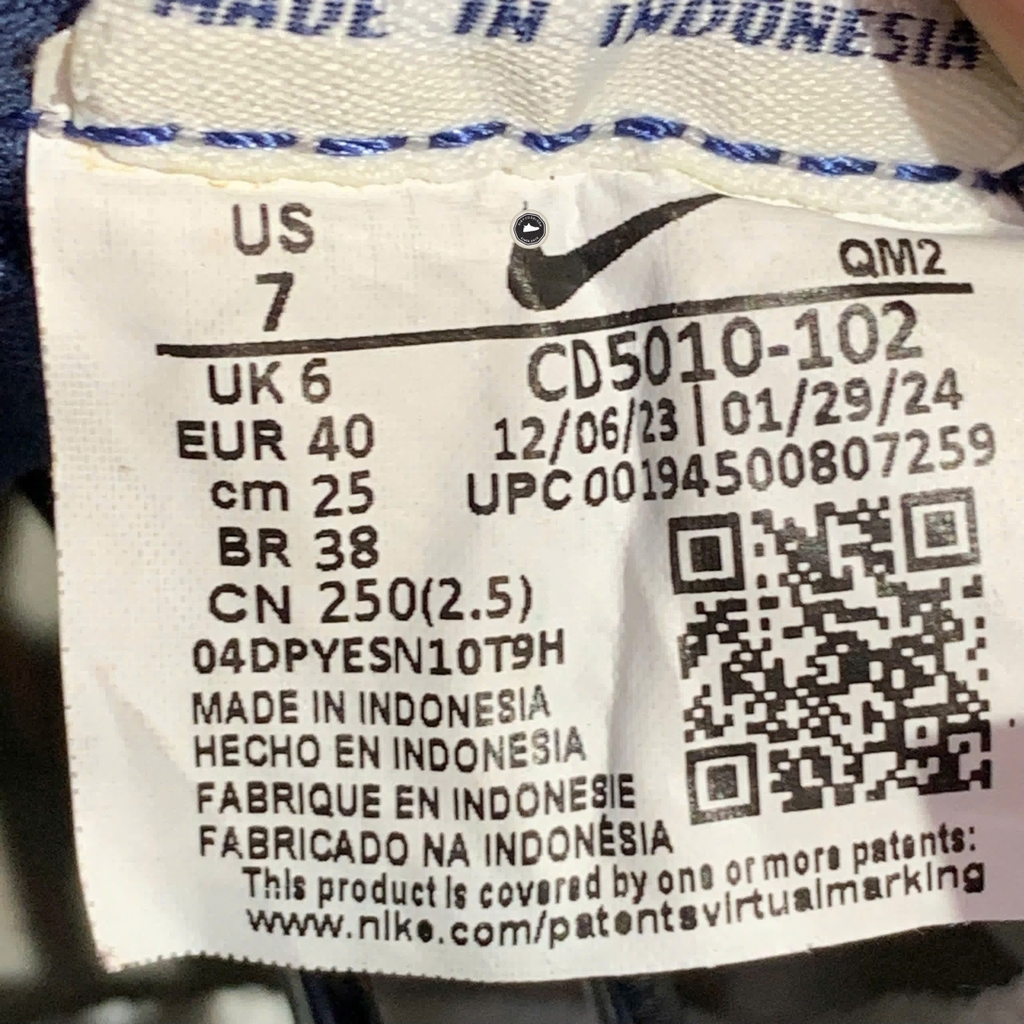 MADE IN INDONESIA
US
7
QM2
UK 6
EUR 40
cm 25
BR 38
CN 250(2.5)
CD5010-102
12/06/23 | 01/29/24
UPC 00194500807259
04DPYESN10T9H
MADE IN INDONESIA
HECHO EN INDONESIA
FABRIQUE EN INDONESIE
FABRICADO NA INDONÉSIA
This product is covered by one or more patents:
www.nike.com/patentsvirtualmarking